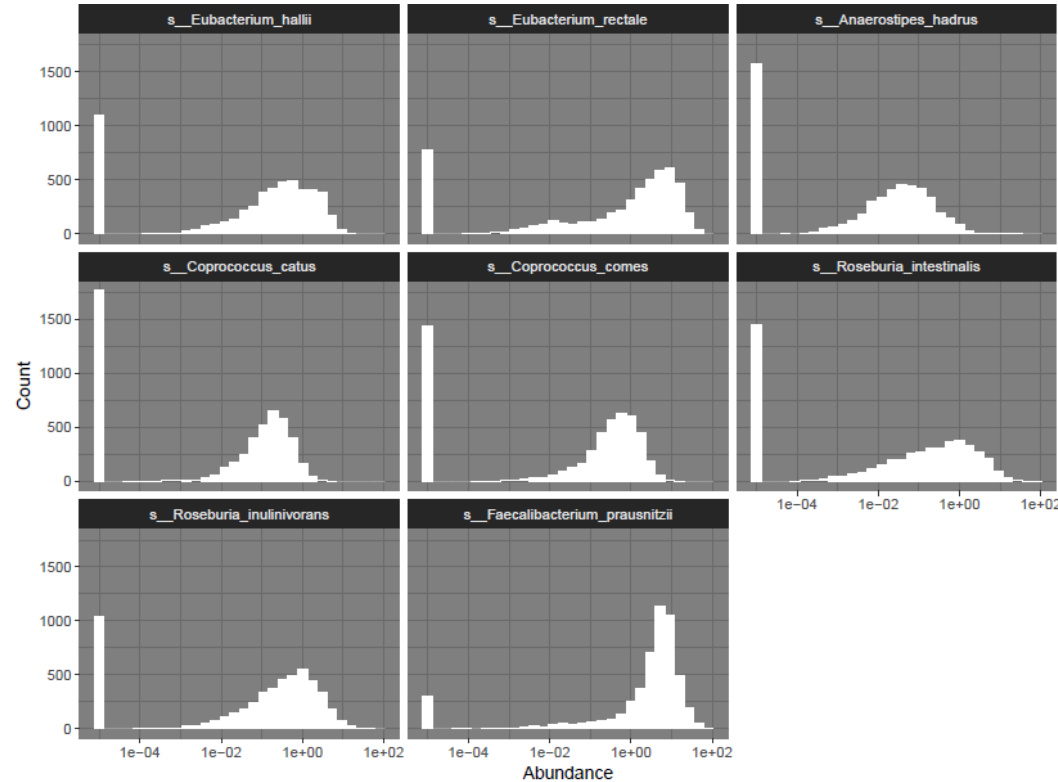 s__Eubacterium_hallii s__Eubacterium_rectale s__Anaerostipes_hadrus
1500
1000
500
0
s__Coprococcus_catus s__Coprococcus_comes s__Roseburia_intestinalis
1500
1000
500
0
Count
1e-04 1e-02 1e+00 1e+02
s__Roseburia_inulinivorans s__Faecalibacterium_prausnitzii
1500
1000
500
0
1e-04 1e-02 1e+00 1e+02 1e-04 1e-02 1e+00 1e+02
Abundance